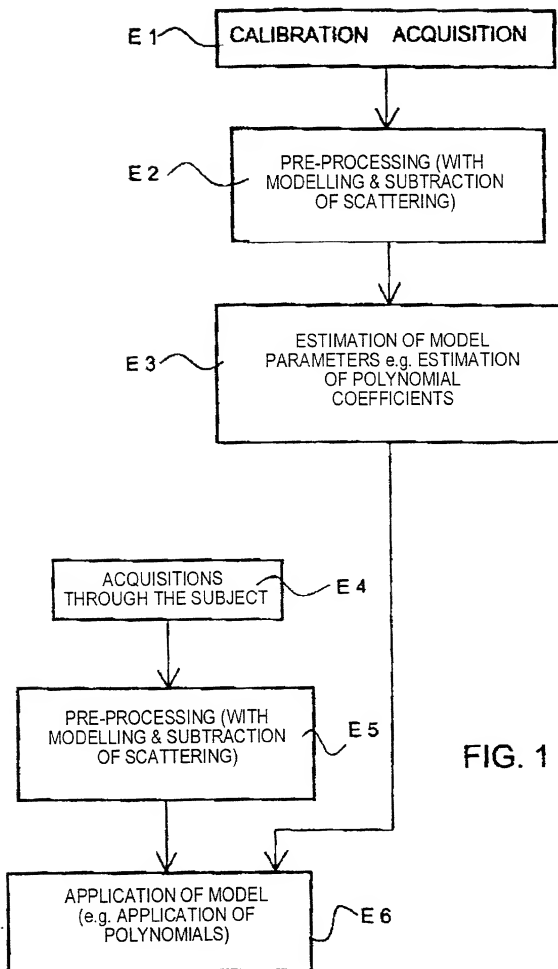 E 1 CALIBRATION ACQUISITION
E 2
PRE-PROCESSING (WITH
MODELLING & SUBTRACTION
OF SCATTERING)
E 3
ESTIMATION OF MODEL
PARAMETERS e.g. ESTIMATION
OF POLYNOMIAL
COEFFICIENTS
ACQUISITIONS
THROUGH THE SUBJECT
E 4
PRE-PROCESSING (WITH
MODELLING & SUBTRACTION
OF SCATTERING)
E 5
FIG. 1
APPLICATION OF MODEL
(e.g. APPLICATION OF
POLYNOMIALS)
E 6